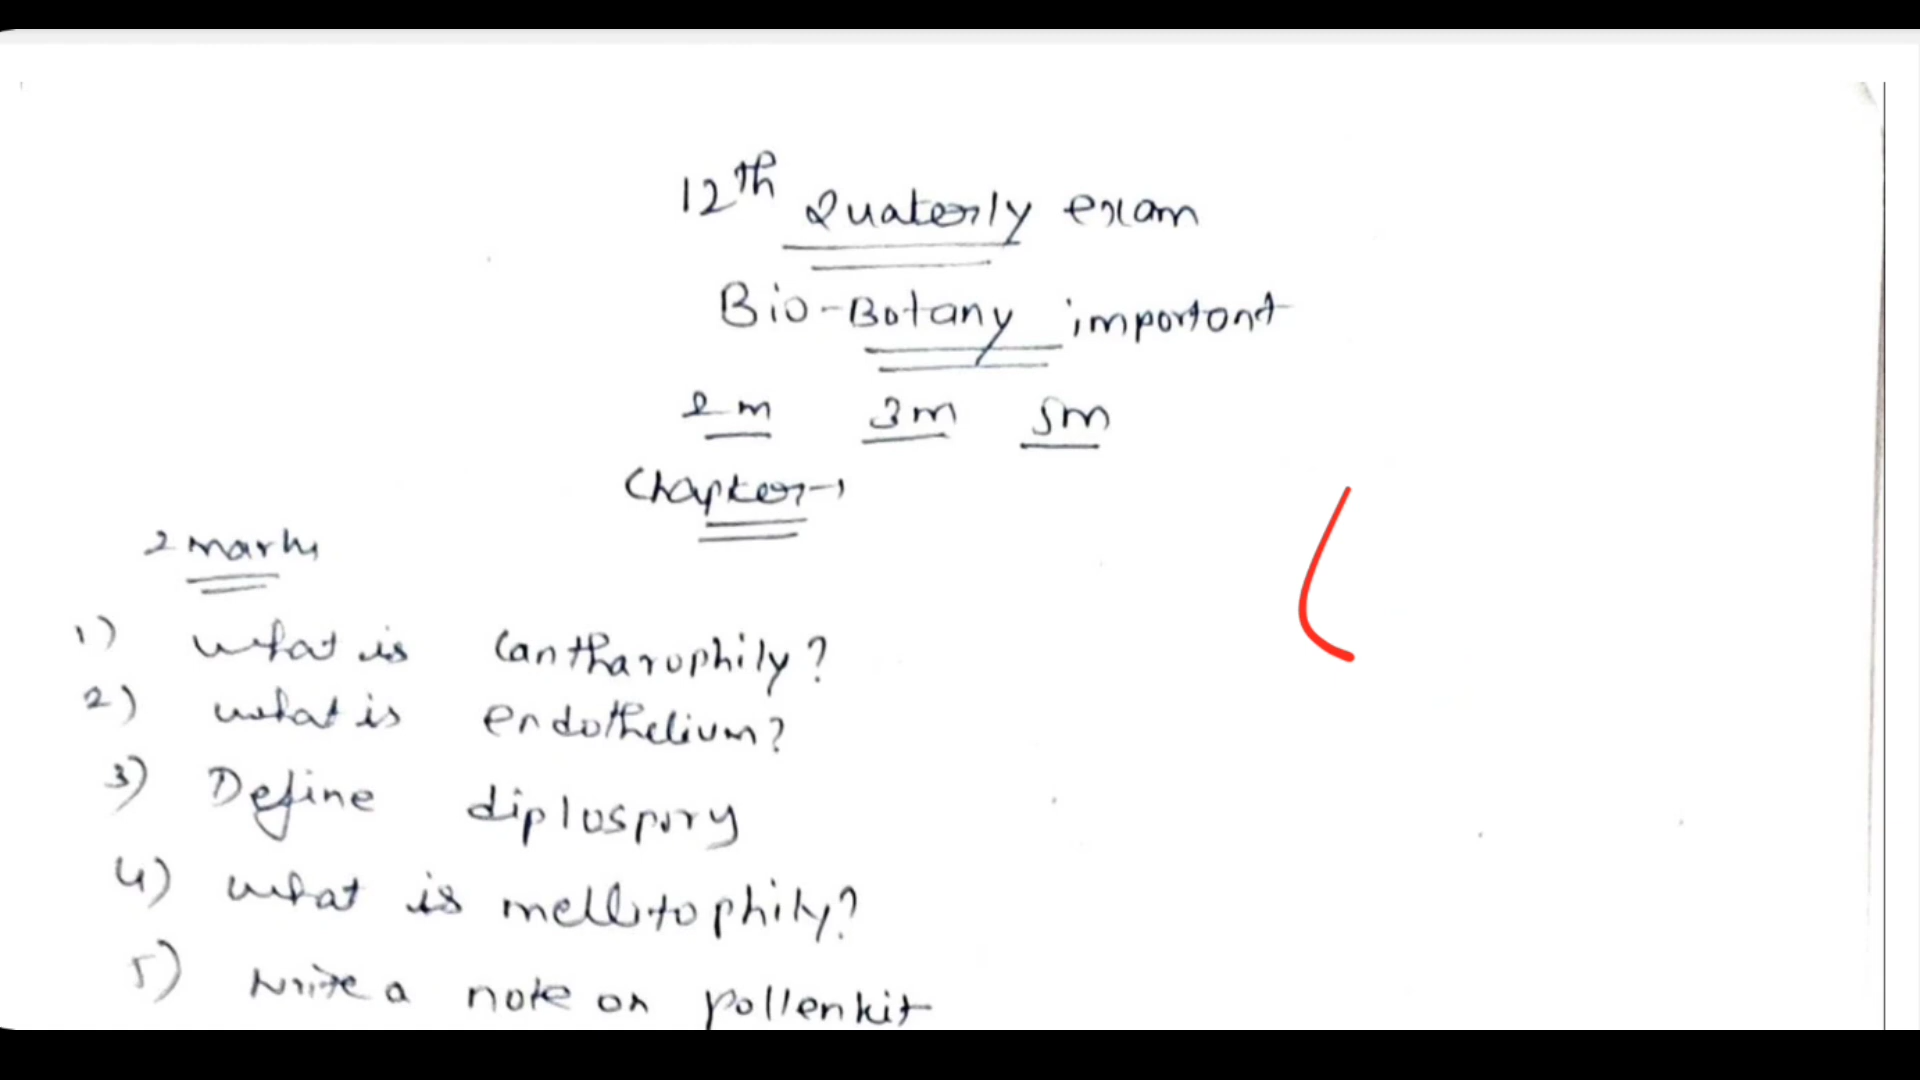 12th Quaterly exam
Bio-Botany important
2m 3m 5m
Chapter-1
2 marks
1) what is Cantharophily?
2) what is endothelium?
3) Define diplospory
4) what is mellitophily?
5) write a note on pollenkit